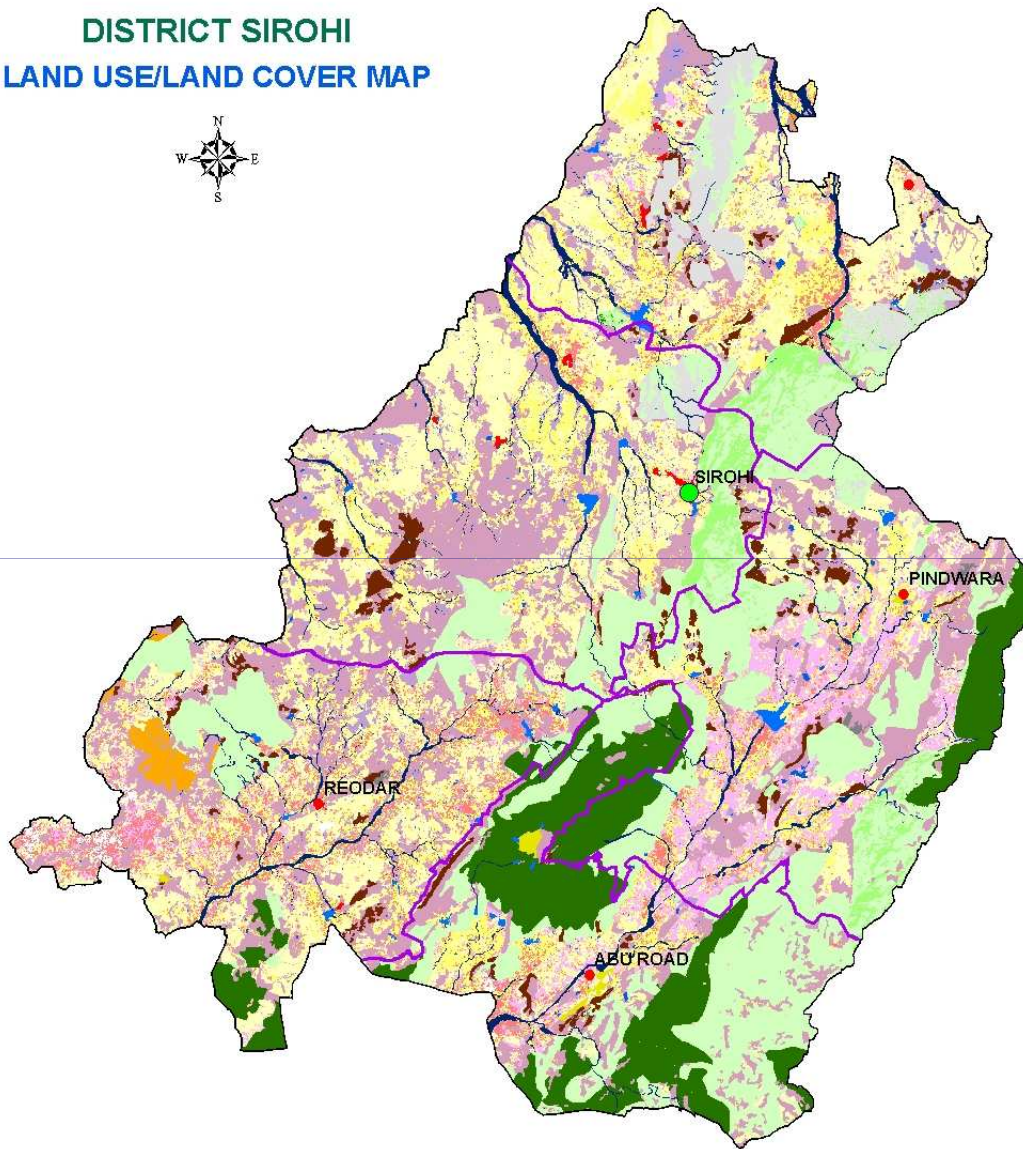 DISTRICT SIROHI
LAND USE/LAND COVER MAP
N
W E
S
SIROHI
PINDWARA
REODAR
ABU ROAD